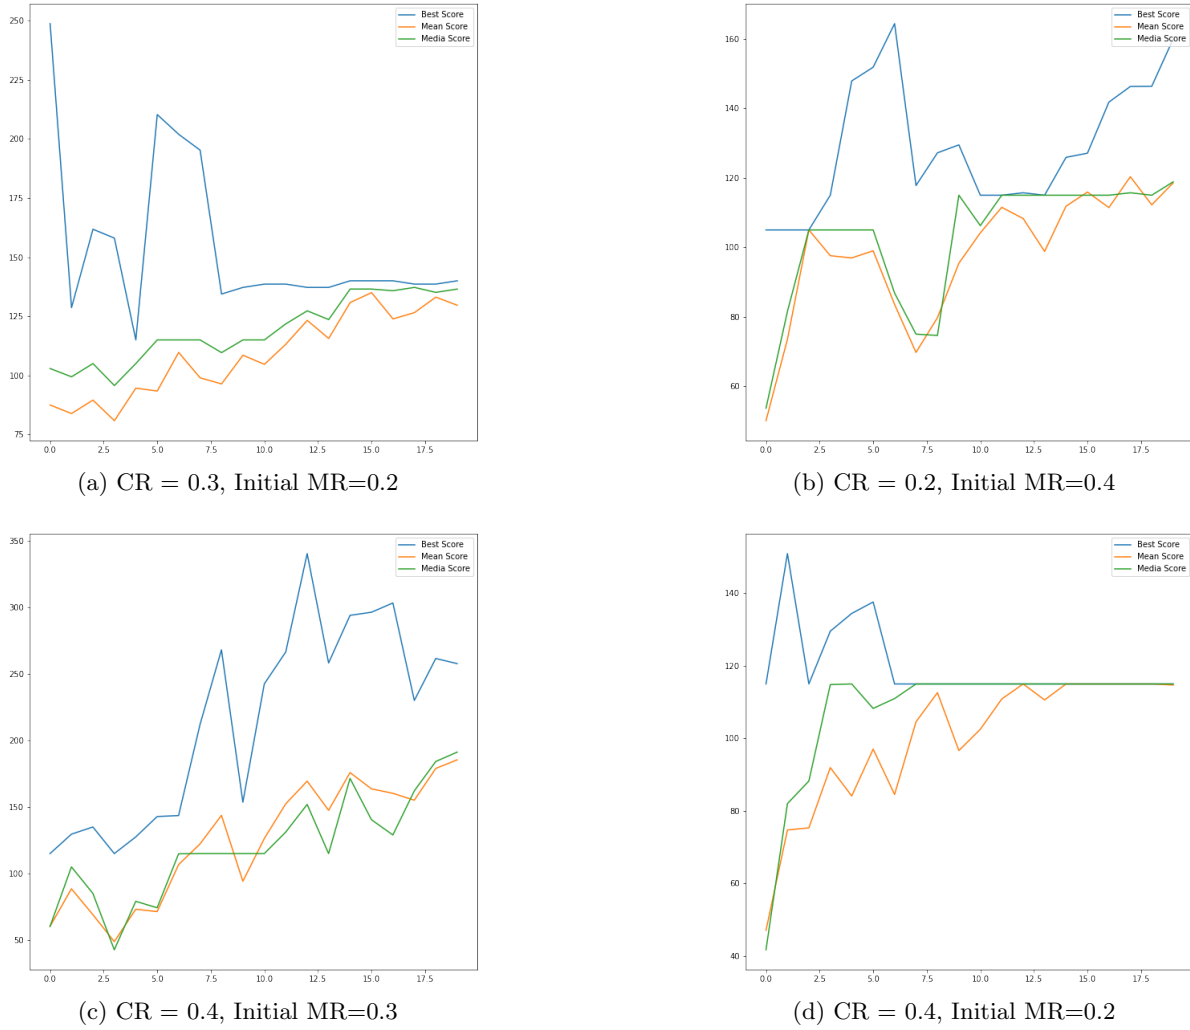 250
225
200
175
150
125
100
75
0.0 2.5 5.0 7.5 10.0 12.5 15.0 17.5
Best Score
Mean Score
Media Score
(a) CR = 0.3, Initial MR=0.2
160
140
120
100
80
60
0.0 2.5 5.0 7.5 10.0 12.5 15.0 17.5
Best Score
Mean Score
Media Score
(b) CR = 0.2, Initial MR=0.4
350
300
250
200
150
100
50
0.0 2.5 5.0 7.5 10.0 12.5 15.0 17.5
Best Score
Mean Score
Media Score
(c) CR = 0.4, Initial MR=0.3
140
120
100
80
60
40
0.0 2.5 5.0 7.5 10.0 12.5 15.0 17.5
Best Score
Mean Score
Media Score
(d) CR = 0.4, Initial MR=0.2